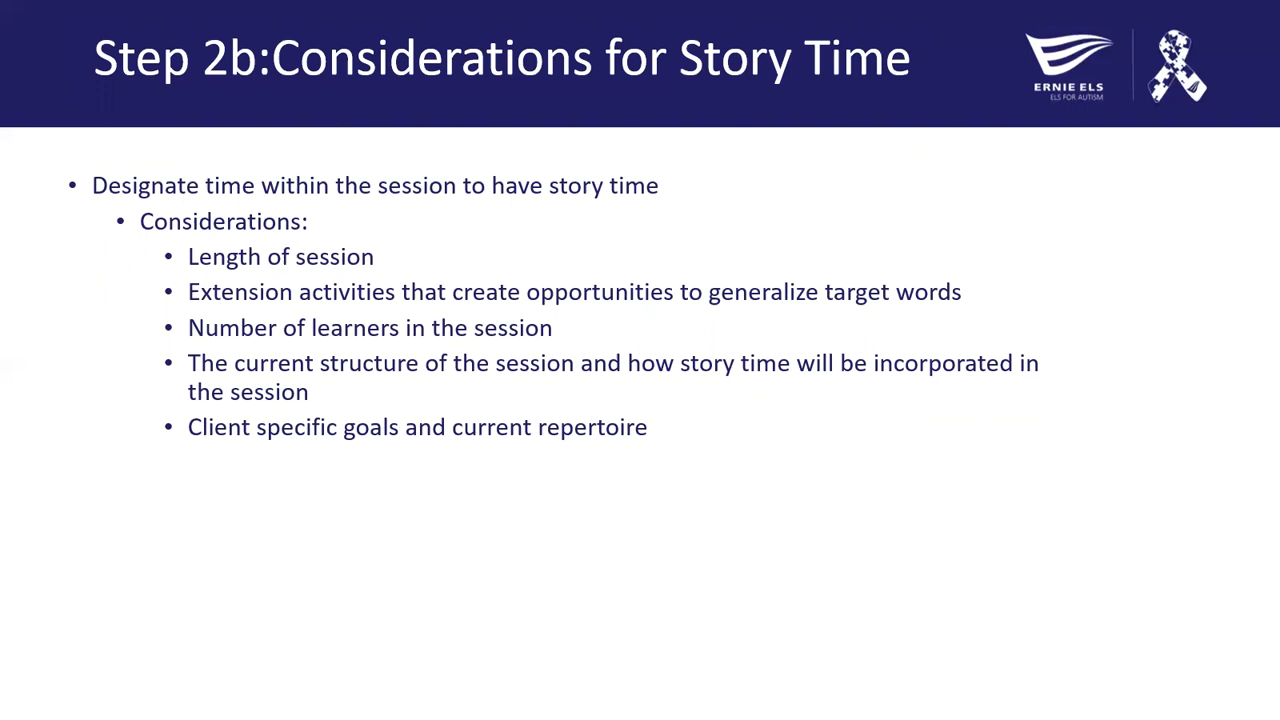 Step 2b:Considerations for Story Time
ERNIE ELS
ELS FOR AUTISM
• Designate time within the session to have story time
• Considerations:
• Length of session
• Extension activities that create opportunities to generalize target words
• Number of learners in the session
• The current structure of the session and how story time will be incorporated in
the session
• Client specific goals and current repertoire